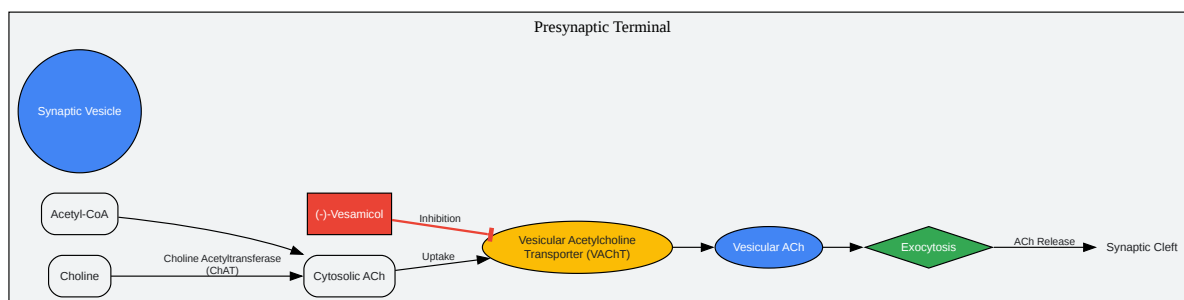 Presynaptic Terminal
Synaptic Vesicle
Acetyl-CoA
(-)-Vesamicol
Inhibition
Vesicular Acetylcholine
Transporter (VAChT)
Vesicular ACh
Exocytosis
ACh Release
Synaptic Cleft
Choline
Choline Acetyltransferase
(ChAT)
Cytosolic ACh
Uptake